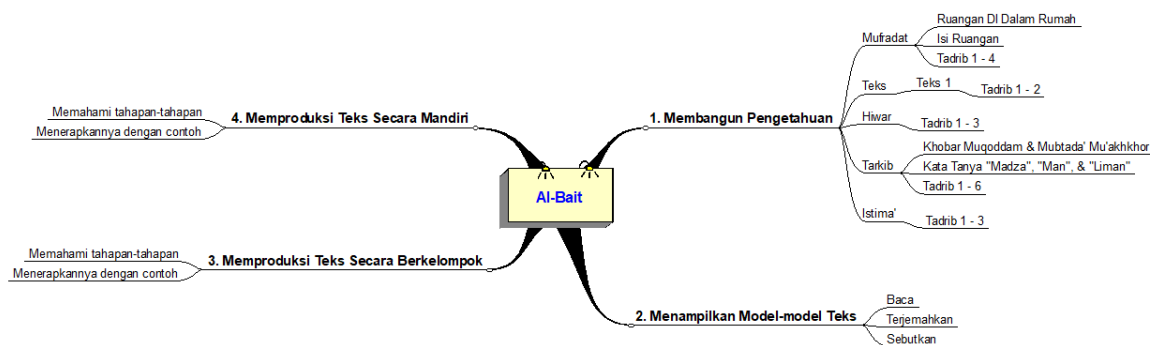 Al-Bait
1. Membangun Pengetahuan
Mufradat
Ruangan DI Dalam Rumah
Isi Ruangan
Tadrib 1 - 4
Teks
Teks 1
Tadrib 1 - 2
Hiwar
Tadrib 1 - 3
Tarkib
Khobar Muqoddam & Mubtada' Mu'akhkhor
Kata Tanya "Madza", "Man", & "Liman"
Tadrib 1 - 6
Istima'
Tadrib 1 - 3
2. Menampilkan Model-model Teks
Baca
Terjemahkan
Sebutkan
3. Memproduksi Teks Secara Berkelompok
Memahami tahapan-tahapan
Menerapkannya dengan contoh
4. Memproduksi Teks Secara Mandiri
Memahami tahapan-tahapan
Menerapkannya dengan contoh